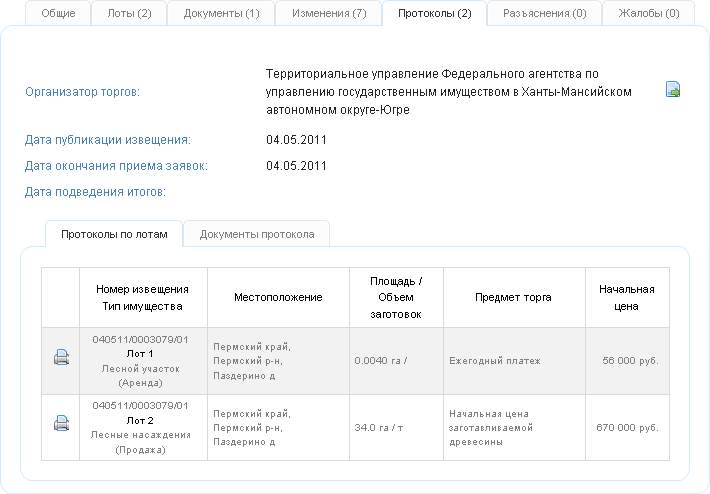 Общие
Лоты (2)
Документы (1)
Изменения (7)
Протоколы (2)
Разъяснения (0)
Жалобы (0)
Организатор торгов:
Территориальное управление Федерального агентства по
управлению государственным имуществом в Ханты-Мансийском
автономном округе-Югре
Дата публикации извещения:
04.05.2011
Дата окончания приема заявок:
04.05.2011
Дата подведения итогов:
Протоколы по лотам
Документы протокола
Номер извещения
Тип имущества
Местоположение
Площадь /
Объем
заготовок
Предмет торга
Начальная
цена
040511/0003079/01
Лот 1
Лесной участок
(Аренда)
Пермский край,
Пермский р-н,
Паздерино д
0.0040 га /
Ежегодный платеж
56 000 руб.
040511/0003079/01
Лот 2
Лесные насаждения
(Продажа)
Пермский край,
Пермский р-н,
Паздерино д
34.0 га / т
Начальная цена
заготавливаемой
древесины
670 000 руб.